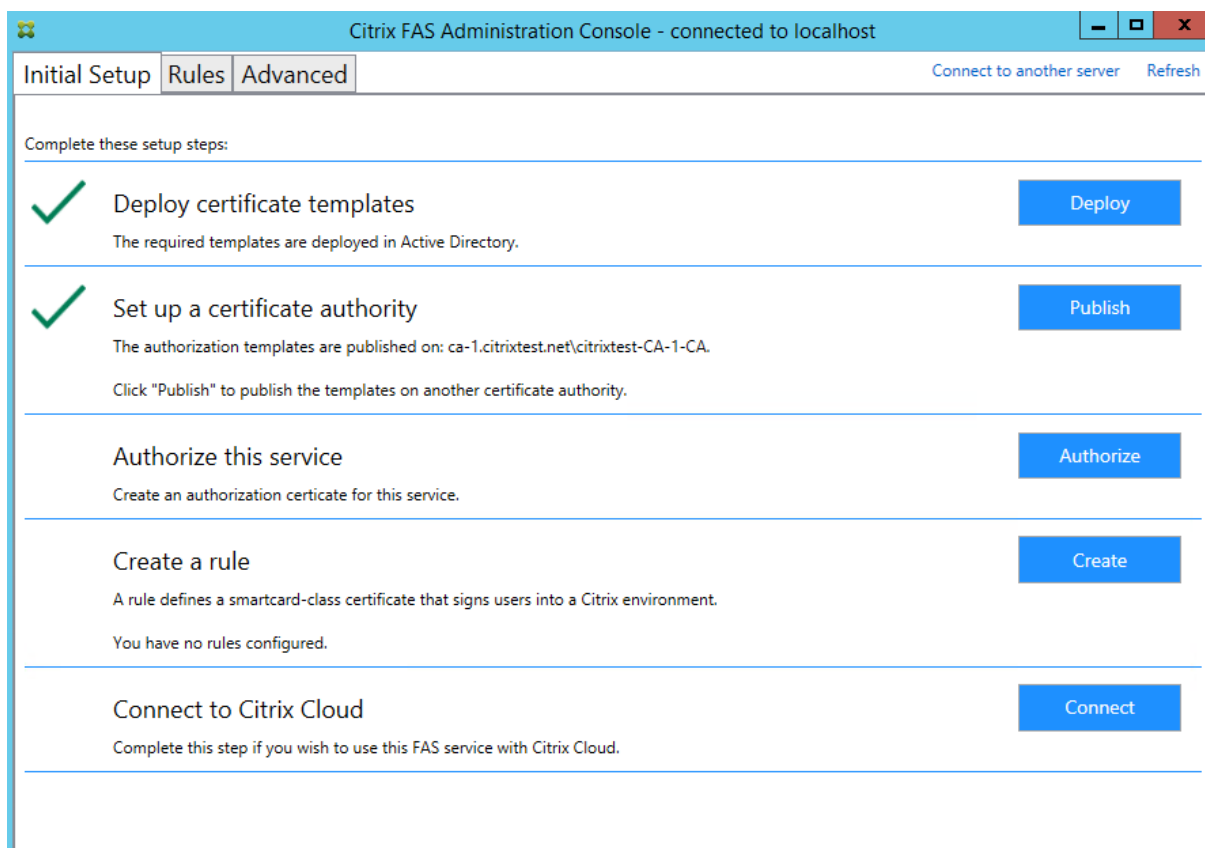 Citrix FAS Administration Console - connected to localhost
Initial Setup Rules Advanced Connect to another server Refresh
Complete these setup steps:
Deploy certificate templates Deploy
The required templates are deployed in Active Directory.
Set up a certificate authority Publish
The authorization templates are published on: ca-1.citrixtest.net\citrixtest-CA-1-CA.
Click "Publish" to publish the templates on another certificate authority.
Authorize this service Authorize
Create an authorization certicate for this service.
Create a rule Create
A rule defines a smartcard-class certificate that signs users into a Citrix environment.
You have no rules configured.
Connect to Citrix Cloud Connect
Complete this step if you wish to use this FAS service with Citrix Cloud.